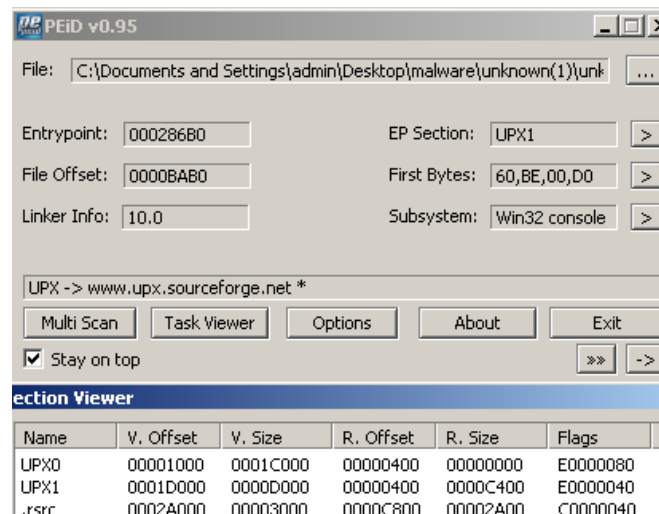 PEiD v0.95
File: C:\Documents and Settings\admin\Desktop\malware\unknown(1)\unk ...
Entrypoint: 000286B0 EP Section: UPX1 >
File Offset: 0000BAB0 First Bytes: 60,BE,00,D0 >
Linker Info: 10.0 Subsystem: Win32 console >
UPX -> www.upx.sourceforge.net *
Multi Scan Task Viewer Options About Exit
Stay on top »» ->
ection Viewer
Name V. Offset V. Size R. Offset R. Size Flags
UPX0 00001000 0001C000 00000400 00000000 E0000080
UPX1 0001D000 0000D000 00000400 0000C400 E0000040
.rsrc 0002A000 00003000 0000C800 00002A00 C0000040